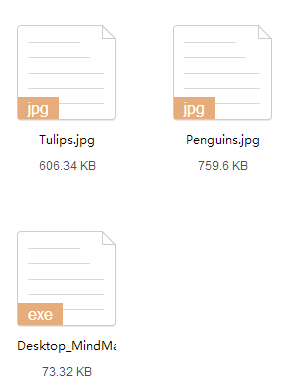 jpg
jpg
Tulips.jpg
Penguins.jpg
606.34 KB
759.6 KB
exe
Desktop_MindMa
73.32 KB